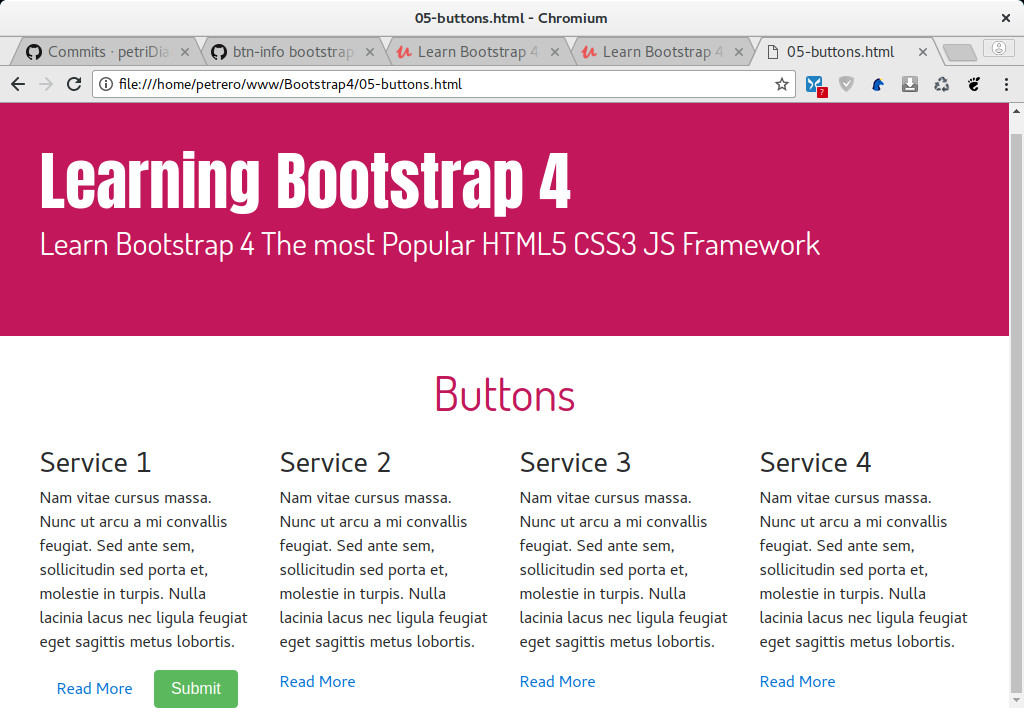 05-buttons.html - Chromium
Commits · petriDia
btn-info bootstrap
Learn Bootstrap 4
Learn Bootstrap 4
05-buttons.html
file:///home/petrero/www/Bootstrap4/05-buttons.html
?
Learning Bootstrap 4
Learn Bootstrap 4 The most Popular HTML5 CSS3 JS Framework
Buttons
Service 1
Nam vitae cursus massa.
Nunc ut arcu a mi convallis
feugiat. Sed ante sem,
sollicitudin sed porta et,
molestie in turpis. Nulla
lacinia lacus nec ligula feugiat
eget sagittis metus lobortis.
Read More
Submit
Service 2
Nam vitae cursus massa.
Nunc ut arcu a mi convallis
feugiat. Sed ante sem,
sollicitudin sed porta et,
molestie in turpis. Nulla
lacinia lacus nec ligula feugiat
eget sagittis metus lobortis.
Read More
Service 3
Nam vitae cursus massa.
Nunc ut arcu a mi convallis
feugiat. Sed ante sem,
sollicitudin sed porta et,
molestie in turpis. Nulla
lacinia lacus nec ligula feugiat
eget sagittis metus lobortis.
Read More
Service 4
Nam vitae cursus massa.
Nunc ut arcu a mi convallis
feugiat. Sed ante sem,
sollicitudin sed porta et,
molestie in turpis. Nulla
lacinia lacus nec ligula feugiat
eget sagittis metus lobortis.
Read More